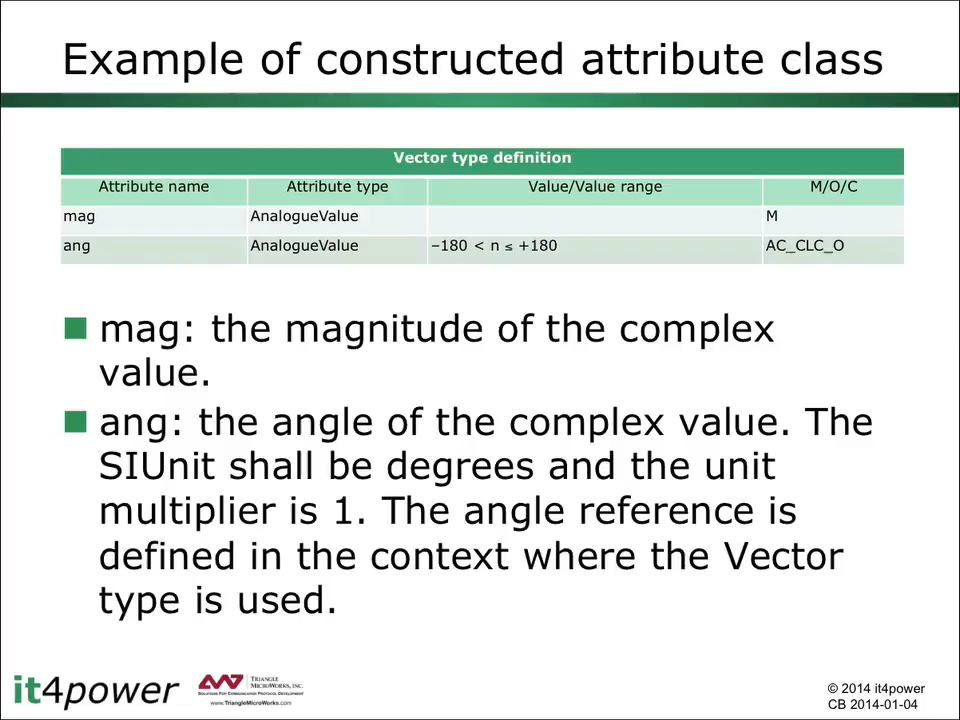 Example of constructed attribute class
Vector type definition
Attribute name Attribute type Value/Value range M/O/C
mag AnalogueValue M
ang AnalogueValue –180 < n ≤ +180 AC_CLC_O
mag: the magnitude of the complex
value.
ang: the angle of the complex value. The
SIUnit shall be degrees and the unit
multiplier is 1. The angle reference is
defined in the context where the Vector
type is used.
it4power
TRIANGLE
MICROWORKS, INC.
SOLUTIONS FOR COMMUNICATION PROTOCOL DEVELOPMENT
www.TriangleMicroWorks.com
© 2014 it4power
CB 2014-01-04